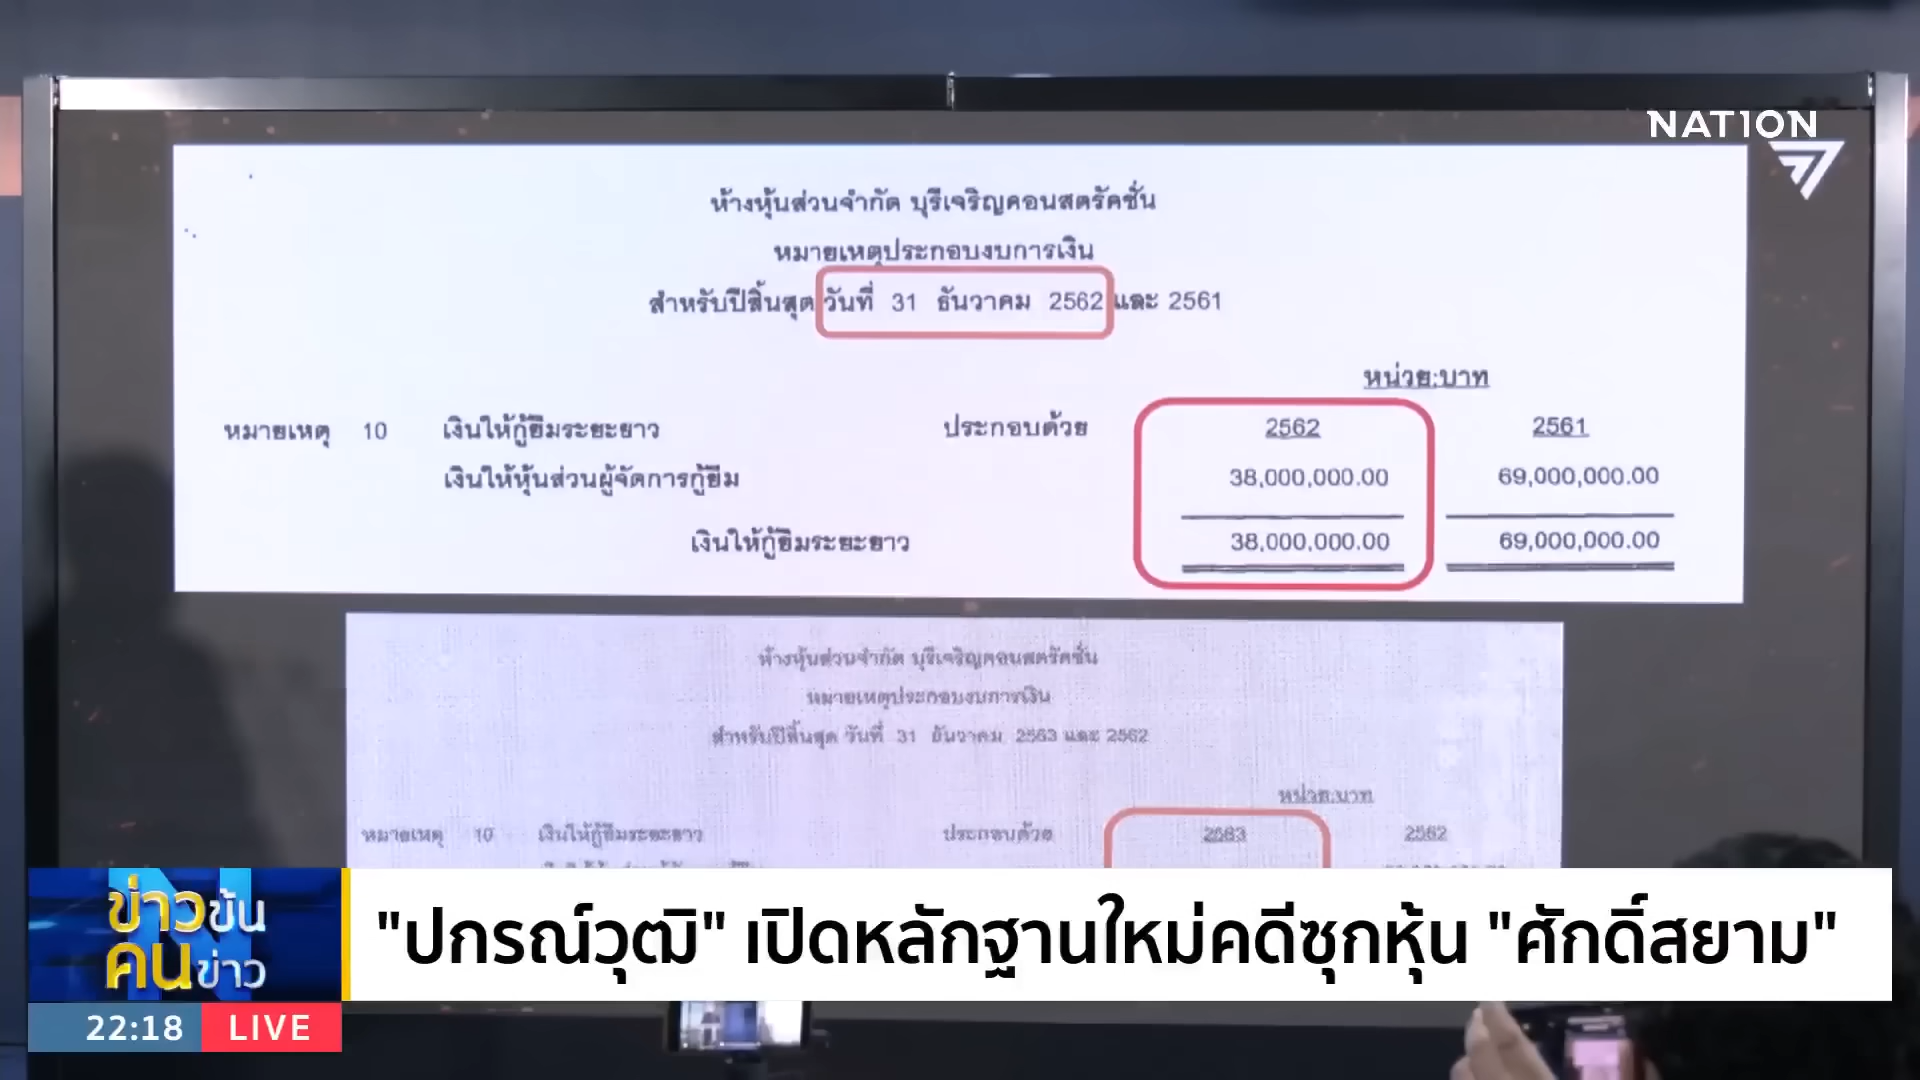 NATION
ห้างหุ้นส่วนจำกัด บุรีเจริญคอนสตรัคชั่น
หมายเหตุประกอบงบการเงิน
สำหรับปีสิ้นสุด วันที่ 31 ธันวาคม 2562 และ 2561
หน่วย:บาท
หมายเหตุ 10 เงินให้กู้ยืมระยะยาว ประกอบด้วย 2562 2561
เงินให้หุ้นส่วนผู้จัดการกู้ยืม 38,000,000.00 69,000,000.00
เงินให้กู้ยืมระยะยาว 38,000,000.00 69,000,000.00
ห้างหุ้นส่วนจำกัด บุรีเจริญคอนสตรัคชั่น
หมายเหตุประกอบงบการเงิน
สำหรับปีสิ้นสุด วันที่ 31 ธันวาคม 2563 และ 2562
หน่วย:บาท
หมายเหตุ 10 เงินให้กู้ยืมระยะยาว ประกอบด้วย 2563 2562
ข่าวข้น
คนข่าว
"ปกรณ์วุฒิ" เปิดหลักฐานใหม่คดีซุกหุ้น "ศักดิ์สยาม"
22:18 LIVE